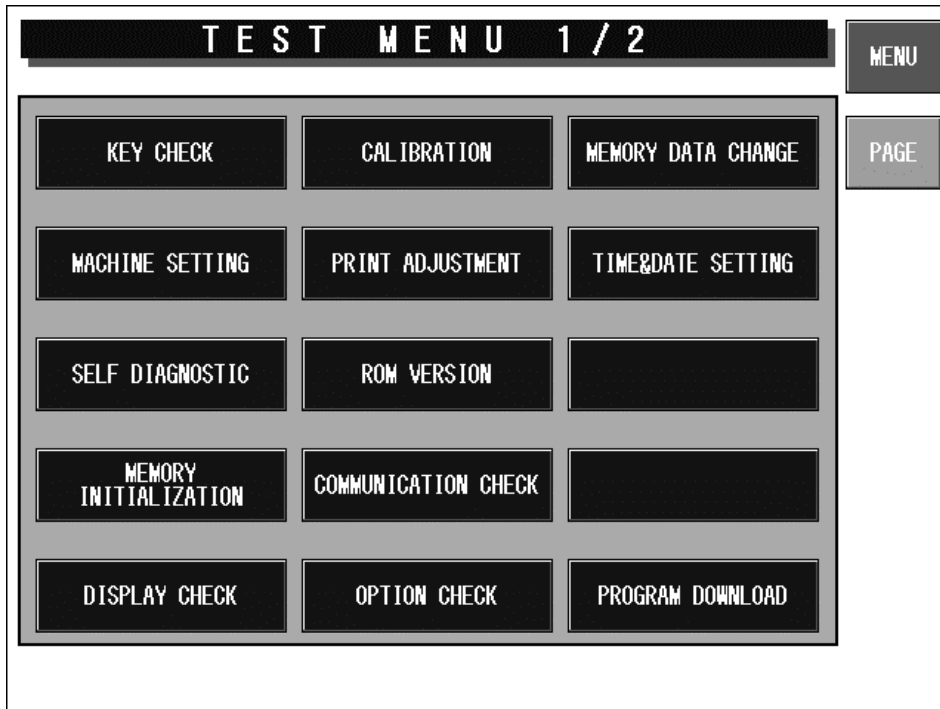 TEST MENU 1/2
MENU
PAGE
KEY CHECK
CALIBRATION
MEMORY DATA CHANGE
MACHINE SETTING
PRINT ADJUSTMENT
TIME&DATE SETTING
SELF DIAGNOSTIC
ROM VERSION
MEMORY
INITIALIZATION
COMMUNICATION CHECK
DISPLAY CHECK
OPTION CHECK
PROGRAM DOWNLOAD